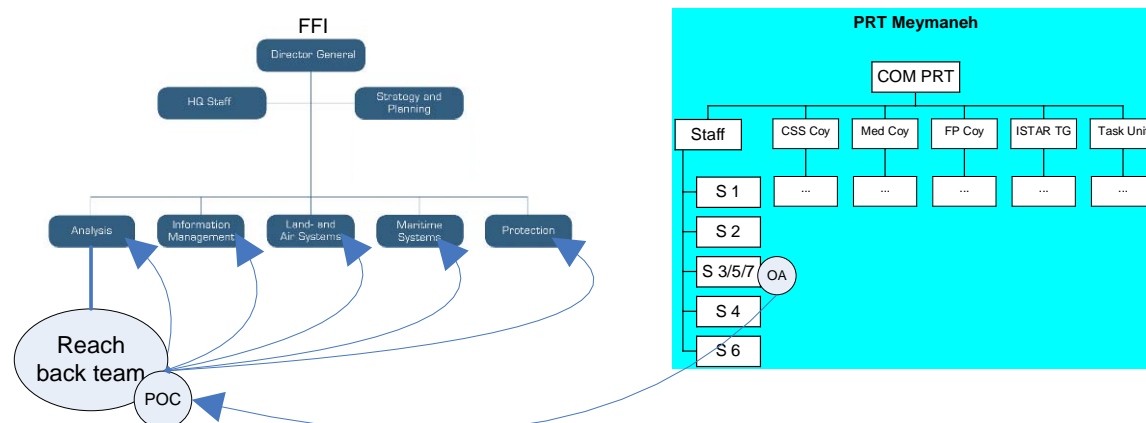 FFI
Director General
HQ Staff
Strategy and
Planning
Analysis
Information
Management
Land- and
Air Systems
Maritime
Systems
Protection
Reach
back team
POC
PRT Meymaneh
COM PRT
Staff
CSS Coy
Med Coy
FP Coy
ISTAR TG
Task Unit
...
...
...
...
...
S 1
S 2
S 3/5/7
OA
S 4
S 6